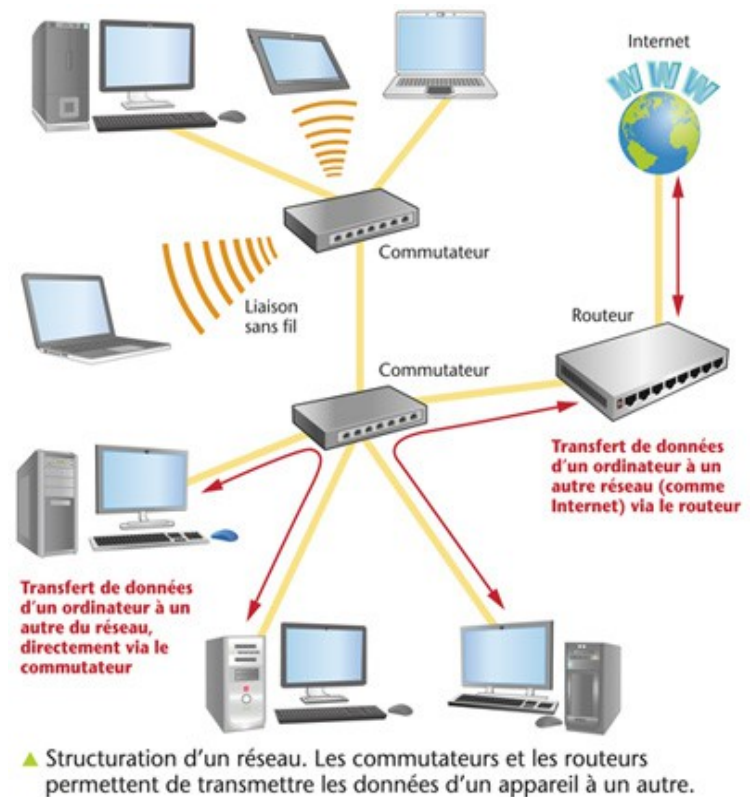 Internet
WWW
Commutateur
Liaison
sans fil
Routeur
Commutateur
Transfert de données
d'un ordinateur à un
autre réseau (comme
Internet) via le routeur
Transfert de données
d'un ordinateur à un
autre du réseau,
directement via le
commutateur
▲ Structuration d'un réseau. Les commutateurs et les routeurs
permettent de transmettre les données d'un appareil à un autre.